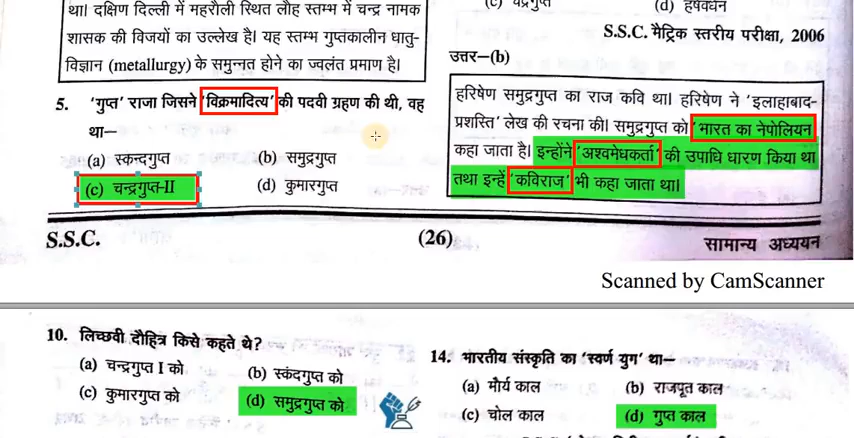 (c) चंद्रगुप्त (d) हर्षवर्धन
था। दक्षिण दिल्ली में महरौली स्थित लौह स्तम्भ में चन्द्र नामक
शासक की विजयों का उल्लेख है। यह स्तम्भ गुप्तकालीन धातु-
विज्ञान (metallurgy) के समुन्नत होने का ज्वलंत प्रमाण है।
5. 'गुप्त' राजा जिसने 'विक्रमादित्य' की पदवी ग्रहण की थी, वह
था—
(a) स्कन्दगुप्त (b) समुद्रगुप्त
(c) चन्द्रगुप्त-II (d) कुमारगुप्त
S.S.C. मैट्रिक स्तरीय परीक्षा, 2006
उत्तर—(b)
हरिषेण समुद्रगुप्त का राज कवि था। हरिषेण ने 'इलाहाबाद-
प्रशस्ति' लेख की रचना की। समुद्रगुप्त को 'भारत का नेपोलियन
कहा जाता है। इन्होंने 'अश्वमेधकर्ता' की उपाधि धारण किया था
तथा इन्हें 'कविराज' भी कहा जाता था।
S.S.C. (26) सामान्य अध्ययन
Scanned by CamScanner
10. लिच्छवी दौहित्र किसे कहते थे?
(a) चन्द्रगुप्त I को (b) स्कंदगुप्त को
(c) कुमारगुप्त को (d) समुद्रगुप्त को
14. भारतीय संस्कृति का 'स्वर्ण युग' था—
(a) मौर्य काल (b) राजपूत काल
(c) चोल काल (d) गुप्त काल